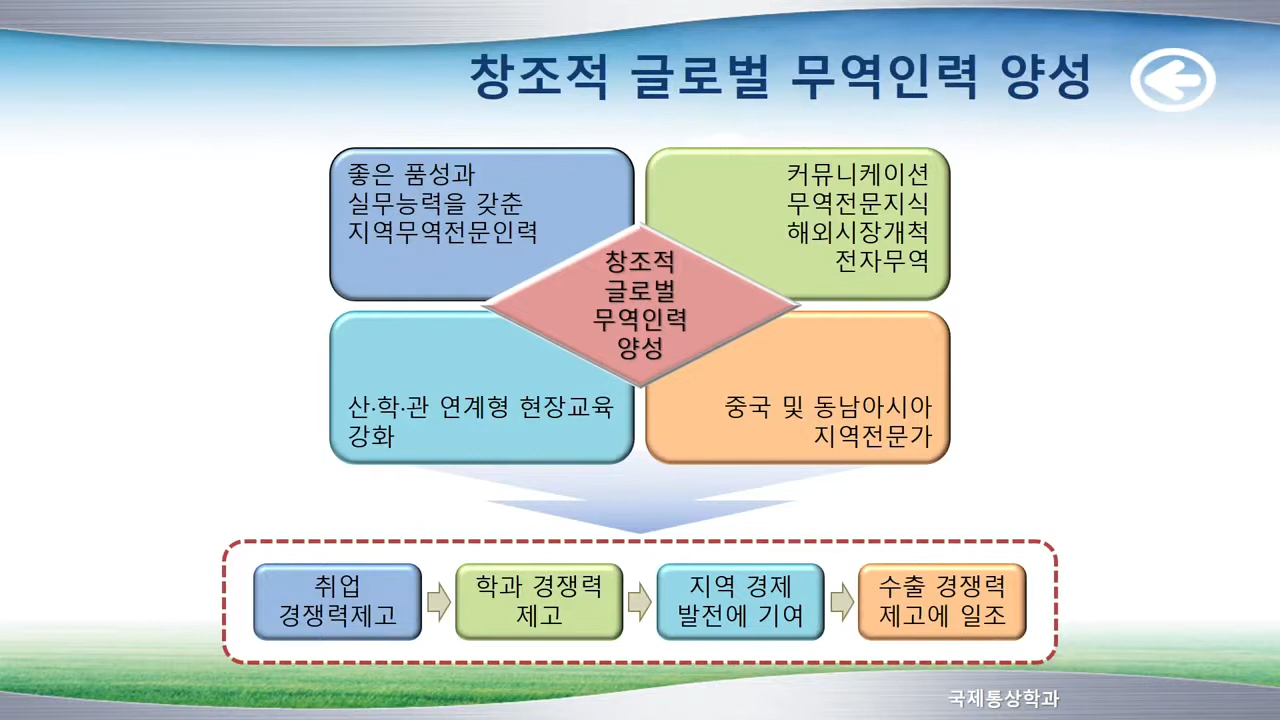 창조적 글로벌 무역인력 양성
좋은 품성과
실무능력을 갖춘
지역무역전문인력
커뮤니케이션
무역전문지식
해외시장개척
전자무역
창조적
글로벌
무역인력
양성
산·학·관 연계형 현장교육
강화
중국 및 동남아시아
지역전문가
취업
경쟁력제고
학과 경쟁력
제고
지역 경제
발전에 기여
수출 경쟁력
제고에 일조
국제통상학과